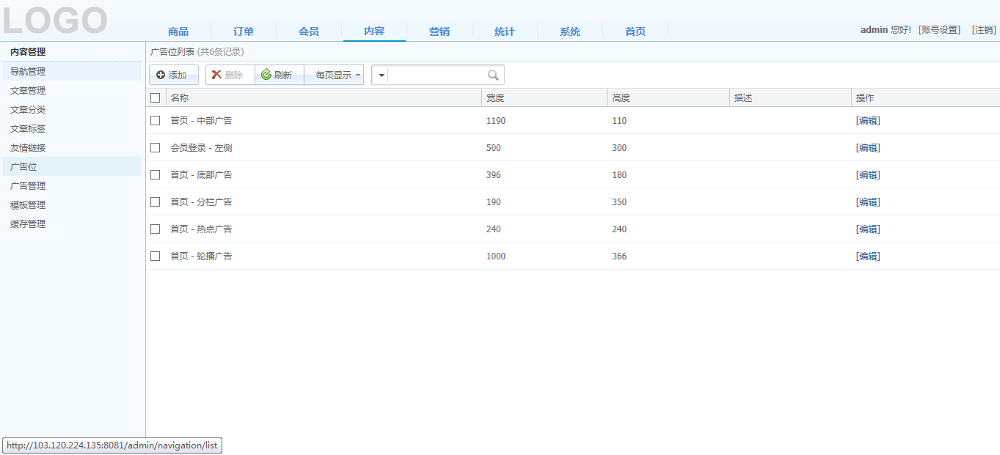 LOGO
商品 订单 会员 内容 营销 统计 系统 首页
admin 您好! [账号设置] [注销]
内容管理
导航管理
文章管理
文章分类
文章标签
友情链接
广告位
广告管理
模板管理
缓存管理
广告位列表 (共6条记录)
添加 删除 刷新 每页显示
名称 宽度 高度 描述 操作
首页 - 中部广告 1190 110 [编辑]
会员登录 - 左侧 500 300 [编辑]
首页 - 底部广告 396 180 [编辑]
首页 - 分栏广告 190 350 [编辑]
首页 - 热点广告 240 240 [编辑]
首页 - 轮播广告 1000 366 [编辑]
http://103.120.224.135:8081/admin/navigation/list